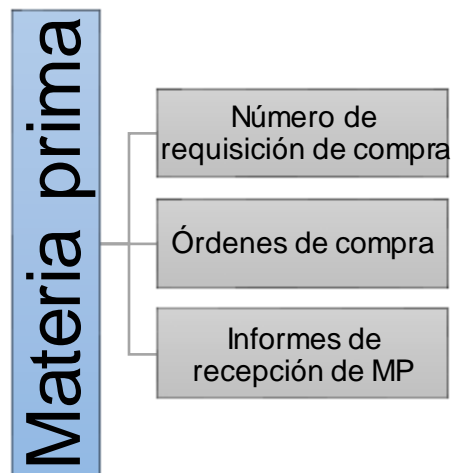 Materia prima
Número de
requisición de compra
Órdenes de compra
Informes de
recepción de MP